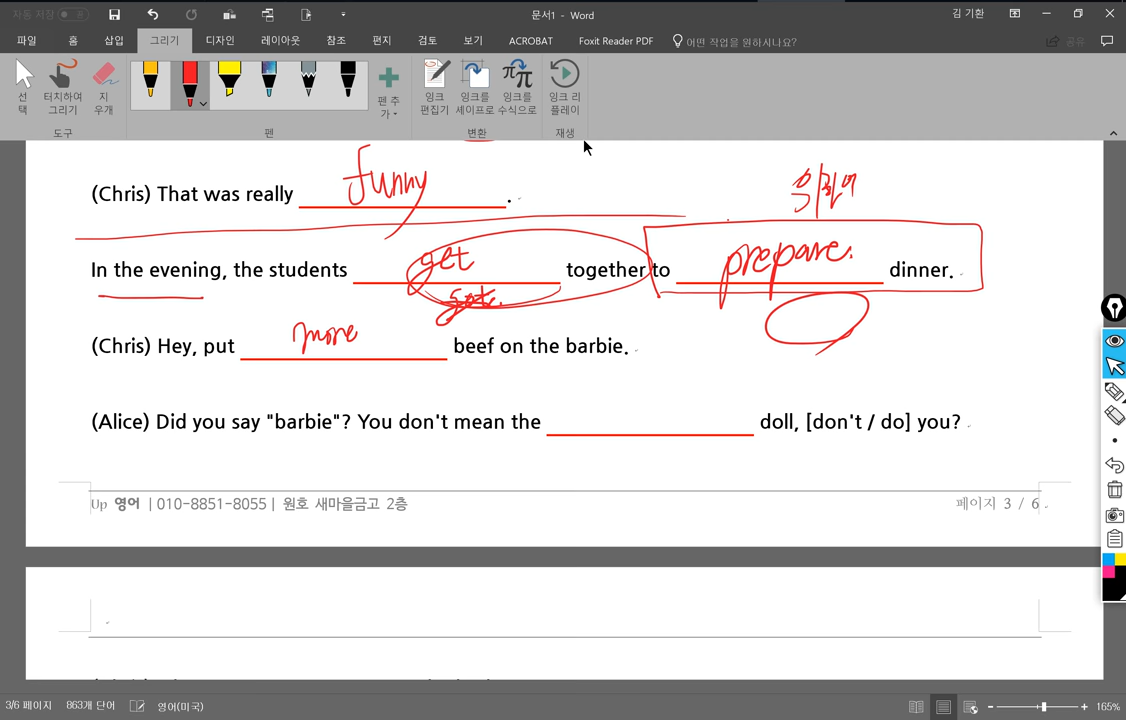 자동 저장
문서1 - Word
김 기환
파일 홈 삽입 그리기 디자인 레이아웃 참조 편지 검토 보기 ACROBAT Foxit Reader PDF 어떤 작업을 원하시나요? 공유
선택
터치하여 그리기
지우개
펜 추가
잉크 편집기
잉크를 셰이프로
잉크를 수식으로
잉크 리플레이
도구 펜 변환 재생
(Chris) That was really funny.
위하여
In the evening, the students get together to prepare dinner.
got
(Chris) Hey, put more beef on the barbie.
(Alice) Did you say "barbie"? You don't mean the doll, [don't / do] you?
Up 영어 | 010-8851-8055 | 원호 새마을금고 2층 페이지 3 / 6
3/6 페이지 863개 단어 영어(미국) 165%